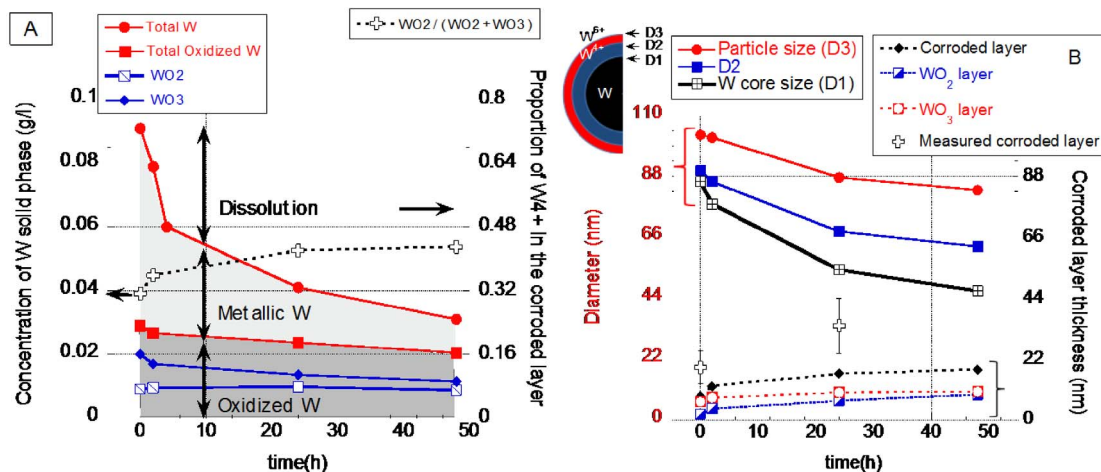 A
Total W
Total Oxidized W
WO2
WO3
WO2 / (WO2 + WO3)
Concentration of W solid phase (g/l)
0.1
0.08
0.06
0.04
0.02
0
Dissolution
Metallic W
Oxidized W
0.8
0.64
0.48
0.32
0.16
0
Proportion of W4+ In the corroded layer
0 10 20 30 40 50
time(h)
W6+
W4+
W
D3
D2
D1
Particle size (D3)
D2
W core size (D1)
B
Corroded layer
WO2 layer
WO3 layer
Measured corroded layer
Diameter (nm)
110
88
66
44
22
0
88
66
44
22
0
Corroded layer thickness (nm)
0 10 20 30 40 50
time(h)